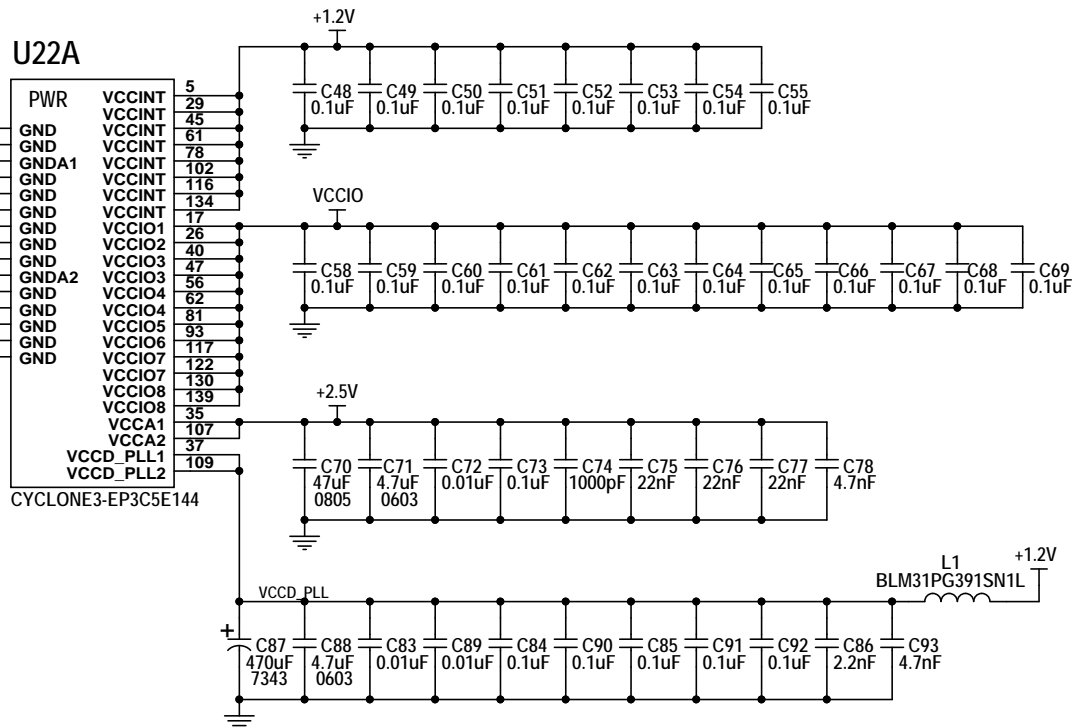 +1.2V
U22A
C48 C49 C50 C51 C52 C53 C54 C55
0.1uF 0.1uF 0.1uF 0.1uF 0.1uF 0.1uF 0.1uF 0.1uF
PWR
GND
GND
GNDA1
GND
GND
GND
GND
GND
GND
GNDA2
GND
GND
GND
GND
GND
VCCINT 5
VCCINT 29
VCCINT 45
VCCINT 61
VCCINT 78
VCCINT 102
VCCINT 116
VCCINT 134
VCCIO1 17
VCCIO2 26
VCCIO3 40
VCCIO3 47
VCCIO4 56
VCCIO4 62
VCCIO5 81
VCCIO6 93
VCCIO7 117
VCCIO7 122
VCCIO8 130
VCCIO8 139
VCCA1 35
VCCA2 107
VCCD_PLL1 37
VCCD_PLL2 109
CYCLONE3-EP3C5E144
VCCIO
C58 C59 C60 C61 C62 C63 C64 C65 C66 C67 C68 C69
0.1uF 0.1uF 0.1uF 0.1uF 0.1uF 0.1uF 0.1uF 0.1uF 0.1uF 0.1uF 0.1uF 0.1uF
+2.5V
C70 C71 C72 C73 C74 C75 C76 C77 C78
47uF 4.7uF 0.01uF 0.1uF 1000pF 22nF 22nF 22nF 4.7nF
0805 0603
L1 +1.2V
BLM31PG391SN1L
VCCD_PLL
+
C87 C88 C83 C89 C84 C90 C85 C91 C92 C86 C93
470uF 4.7uF 0.01uF 0.01uF 0.1uF 0.1uF 0.1uF 0.1uF 0.1uF 2.2nF 4.7nF
7343 0603